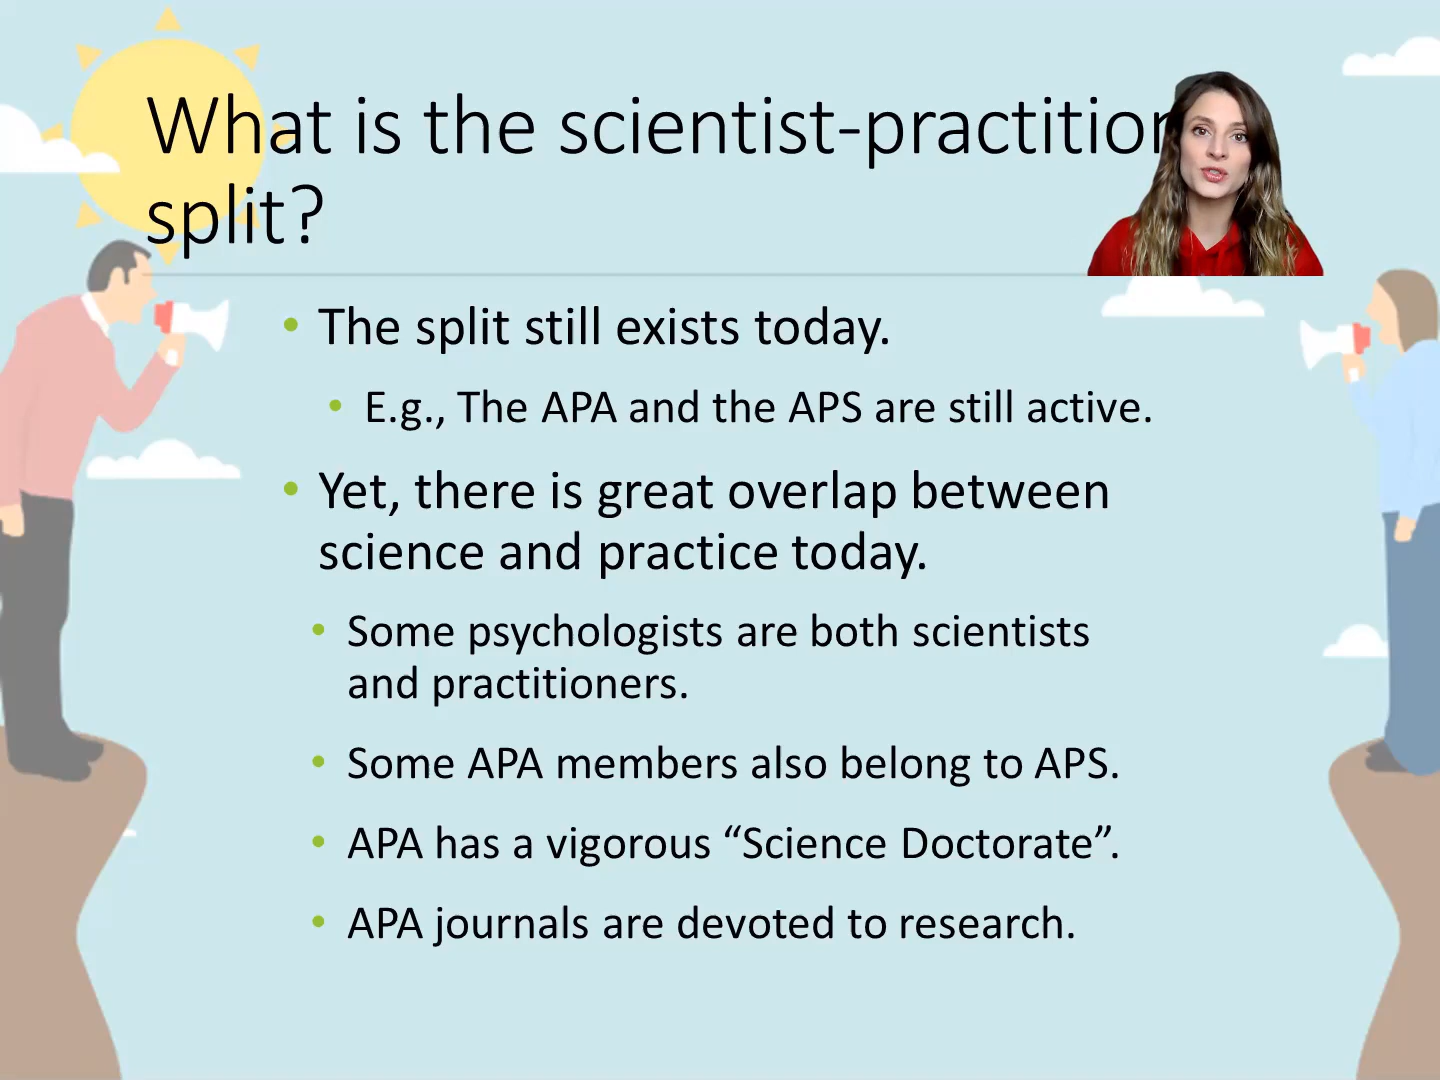 What is the scientist-practition
split?
• The split still exists today.
• E.g., The APA and the APS are still active.
• Yet, there is great overlap between
science and practice today.
• Some psychologists are both scientists
and practitioners.
• Some APA members also belong to APS.
• APA has a vigorous “Science Doctorate”.
• APA journals are devoted to research.